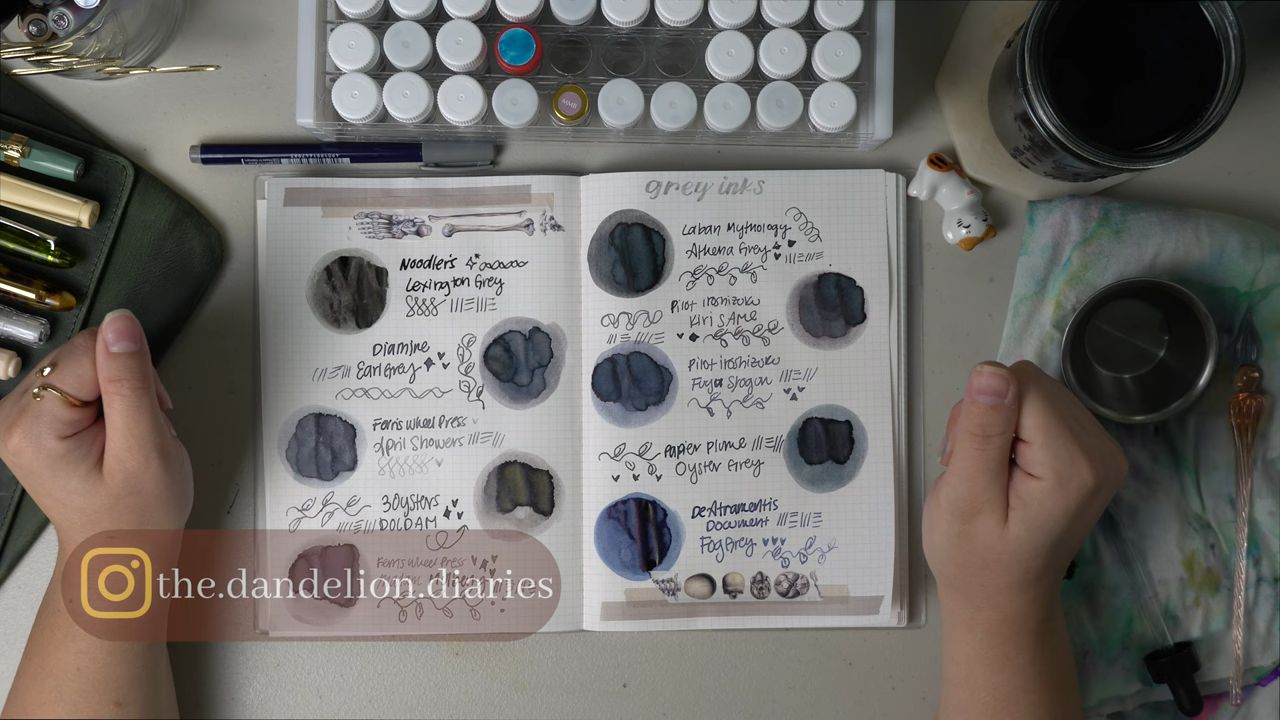 grey inks
Noodler's
Lexington Grey
Diamine
Earl Grey
Ferris Wheel Press
April Showers
3 Oysters
DOLDAM
Ferris Wheel Press
Laban Mythology
Athena Grey
Pilot Iroshizuku
Kiri SAME
Pilot Iroshizuku
Fuyu Shogun
Papier Plume
Oyster Grey
De Atramentis
Document
Fog Grey
the.dandelion.diaries